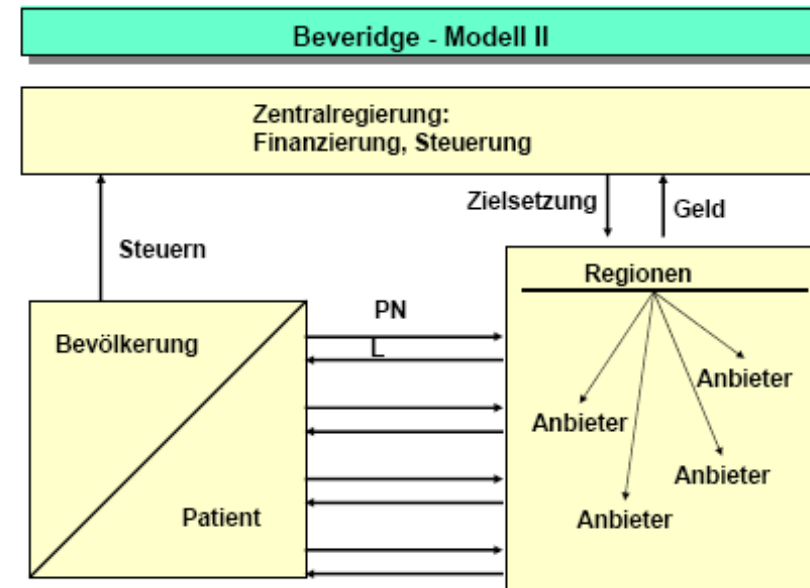 Beveridge - Modell II
Zentralregierung:
Finanzierung, Steuerung
Zielsetzung
Geld
Steuern
Regionen
PN
L
Bevölkerung
Patient
Anbieter
Anbieter
Anbieter
Anbieter